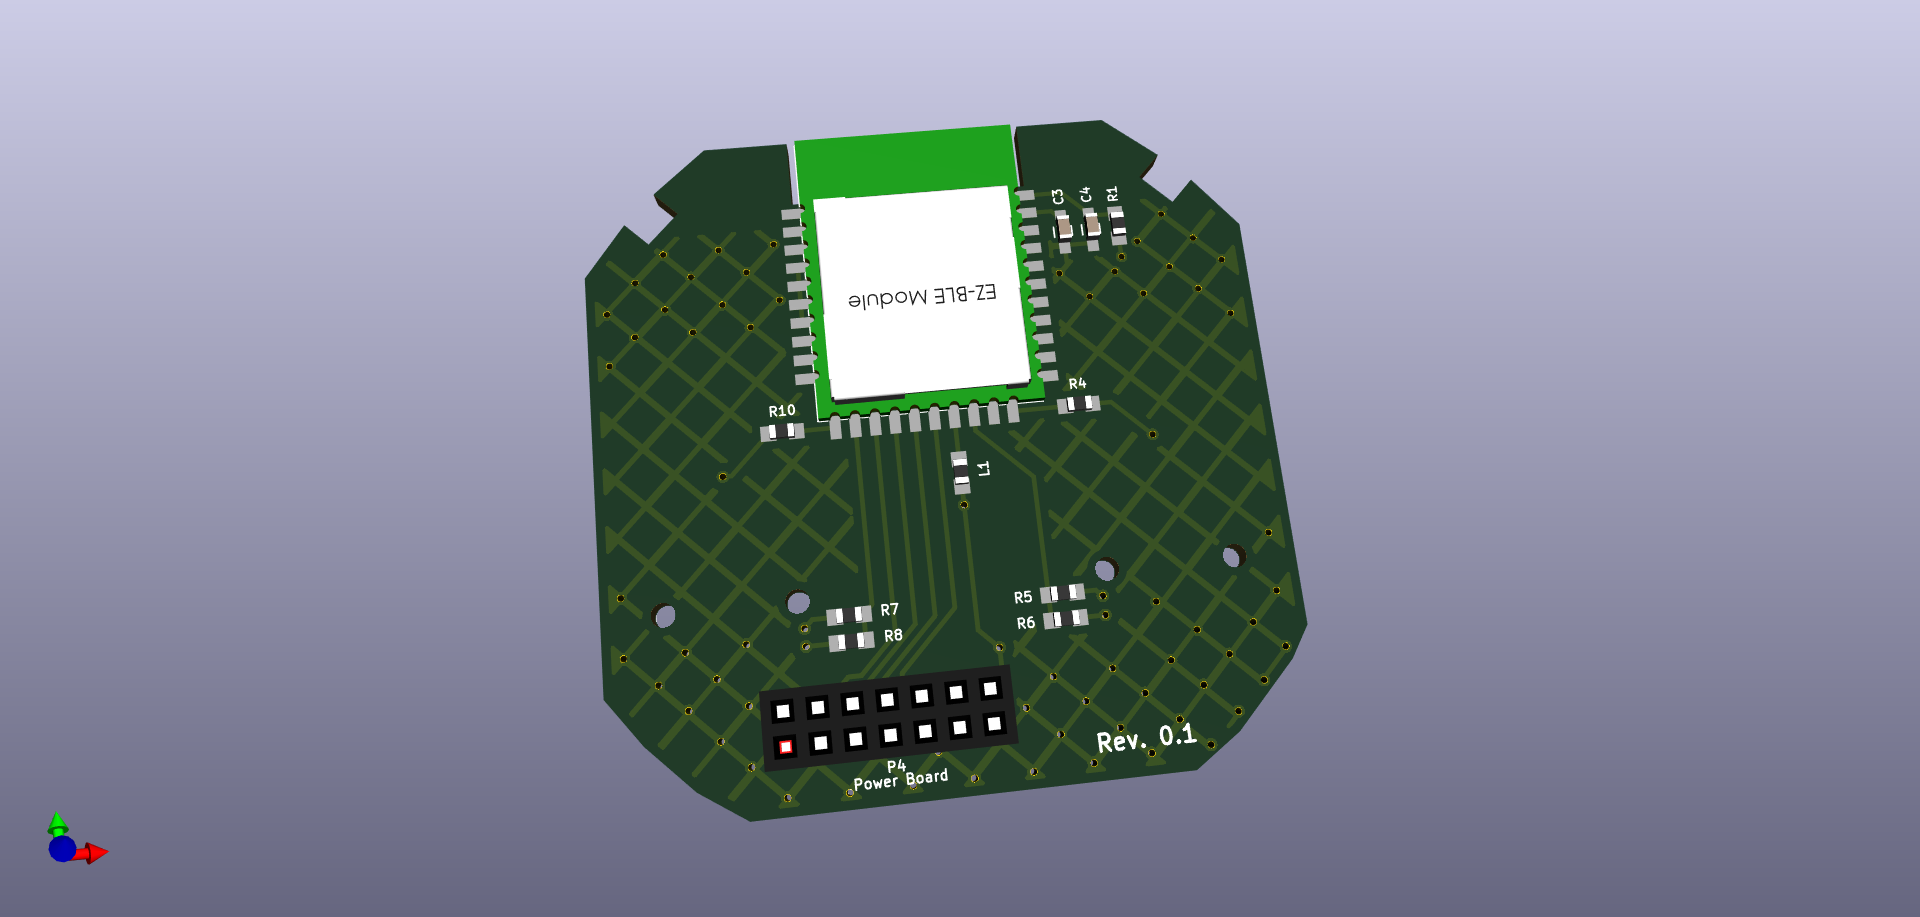 C3
C4
R1
EZ-BLE Module
R4
R10
L1
R5
R7
R6
R8
Rev. 0.1
P4
Power Board